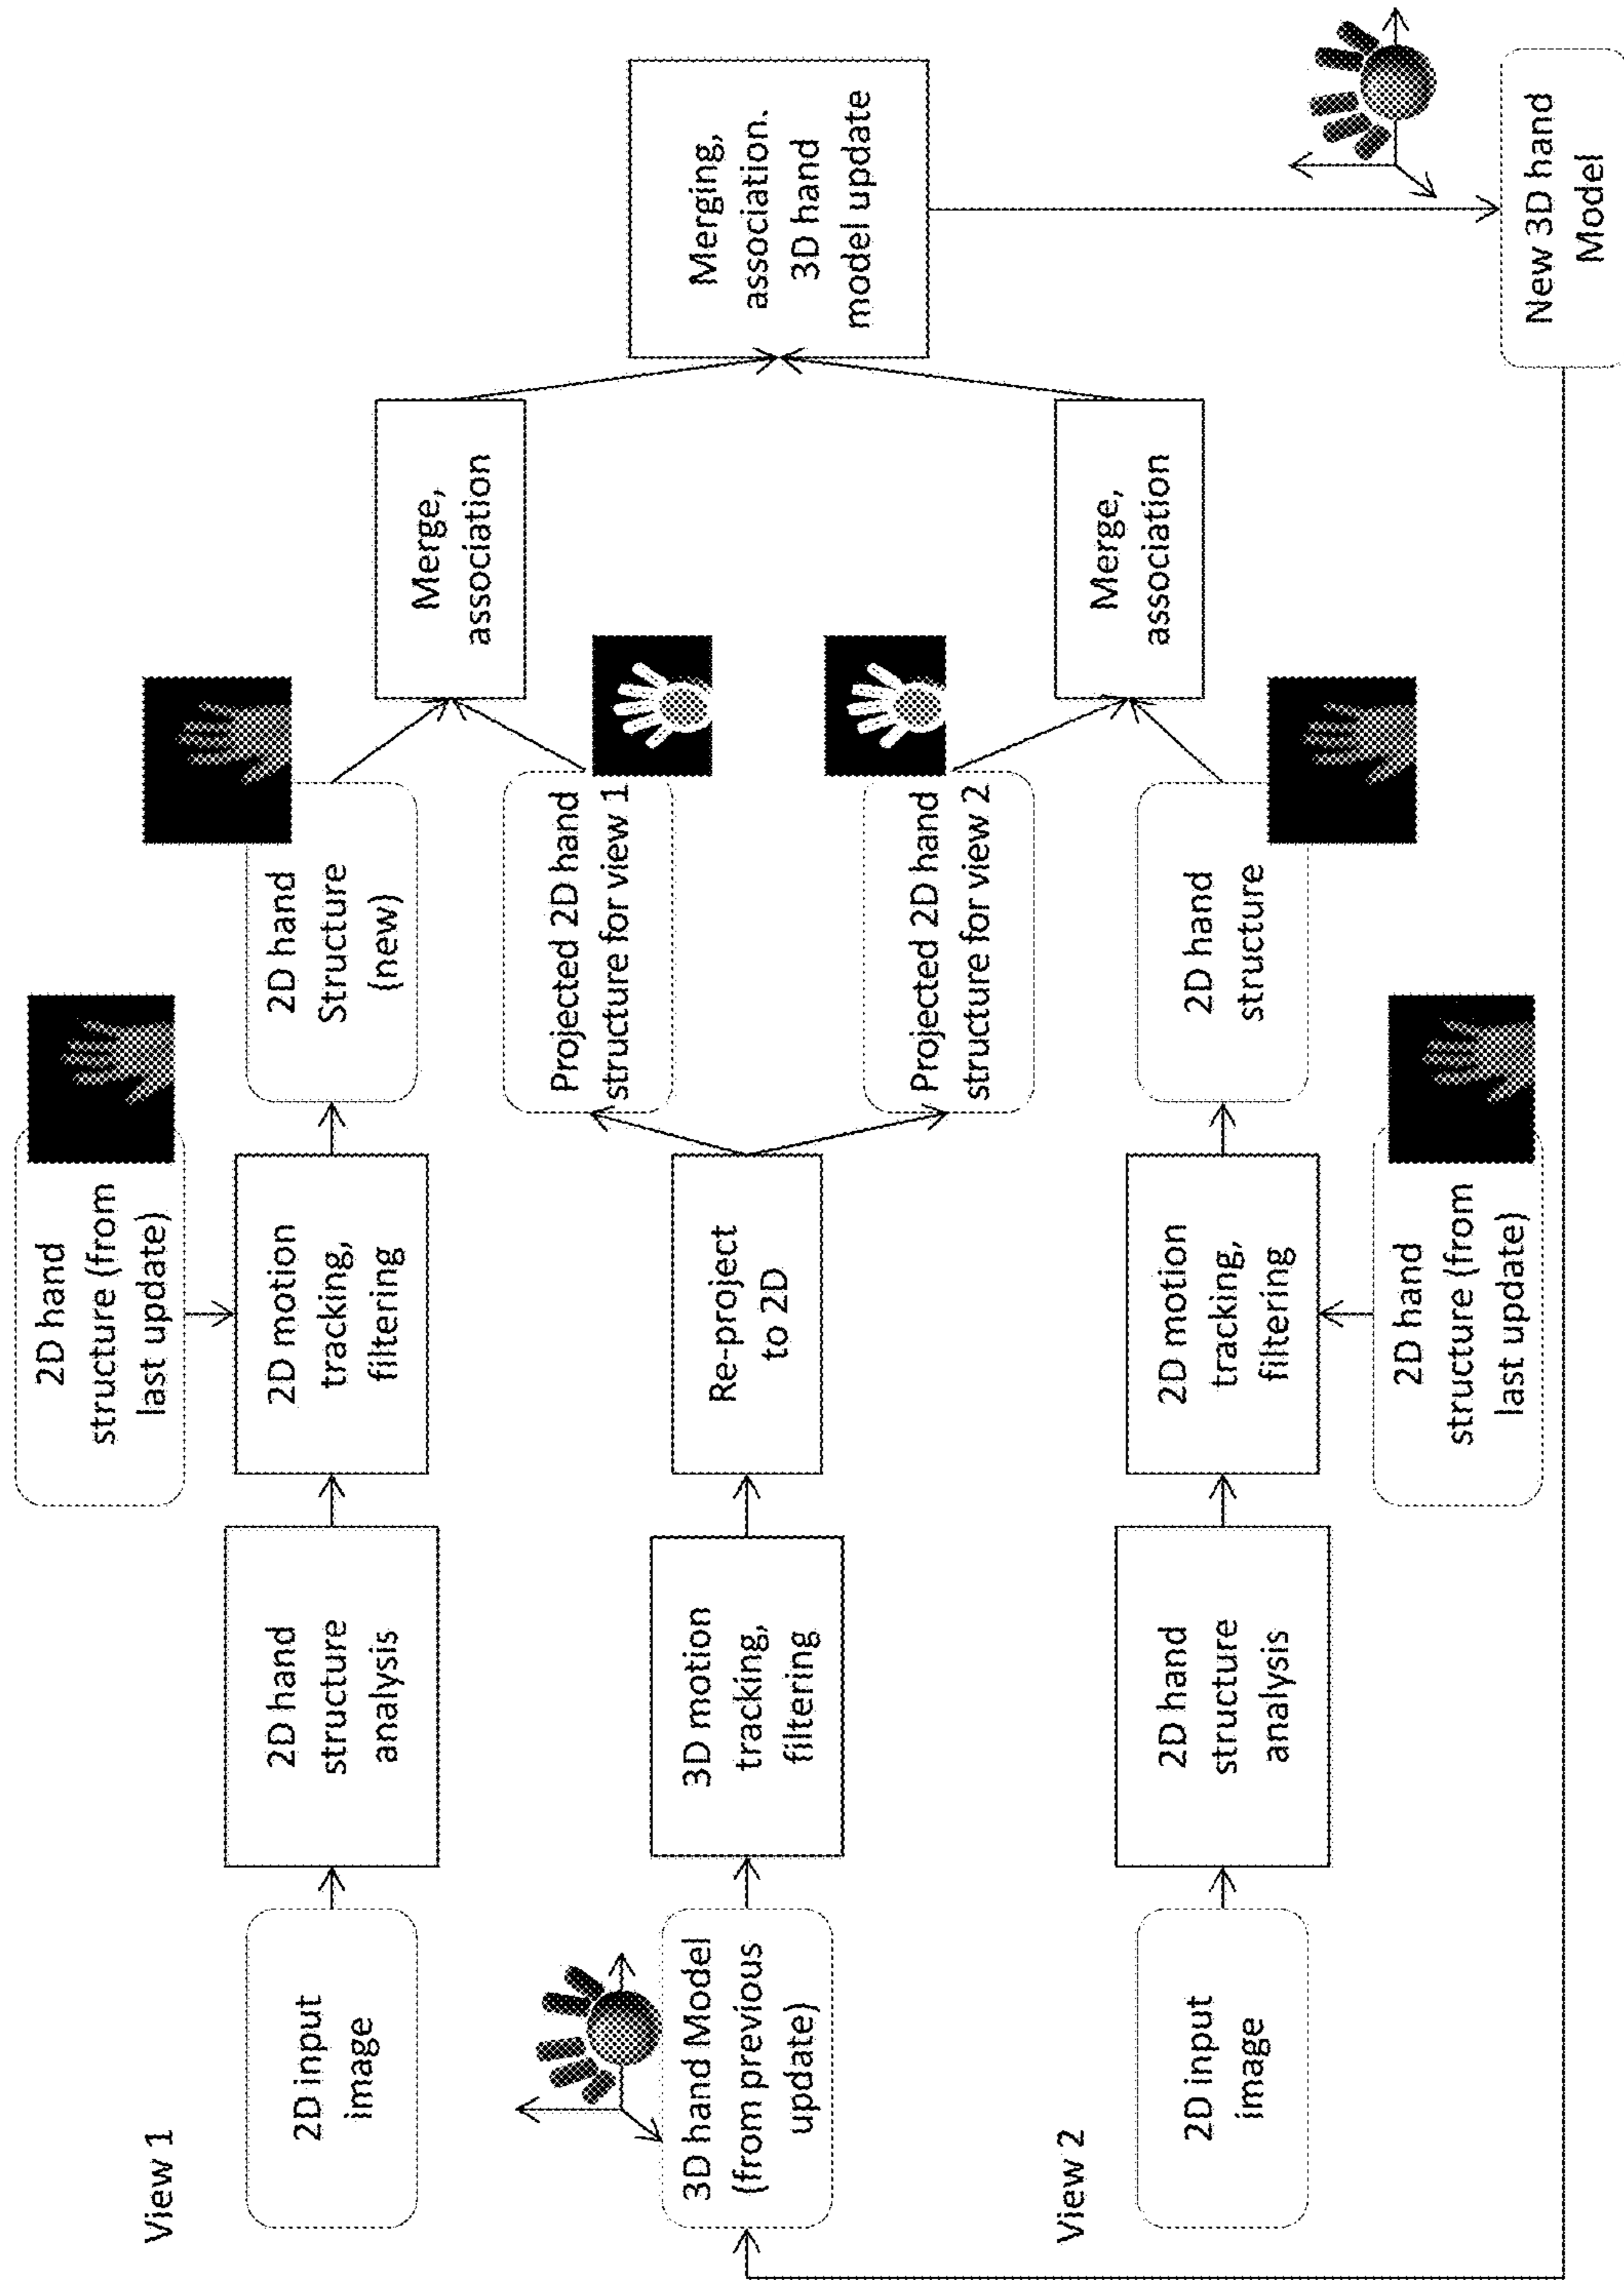 View 1
2D input
image
2D hand
structure
analysis
2D motion
tracking,
filtering
2D hand
structure (from
last update)
2D hand
Structure
(new)
Merge,
association
3D hand Model
(from previous
update)
3D motion
tracking,
filtering
Re-project
to 2D
Projected 2D hand
structure for view 1
Projected 2D hand
structure for view 2
Merging,
association.
3D hand
model update
View 2
2D input
image
2D hand
structure
analysis
2D motion
tracking,
filtering
2D hand
structure (from
last update)
2D hand
structure
Merge,
association
New 3D hand
Model